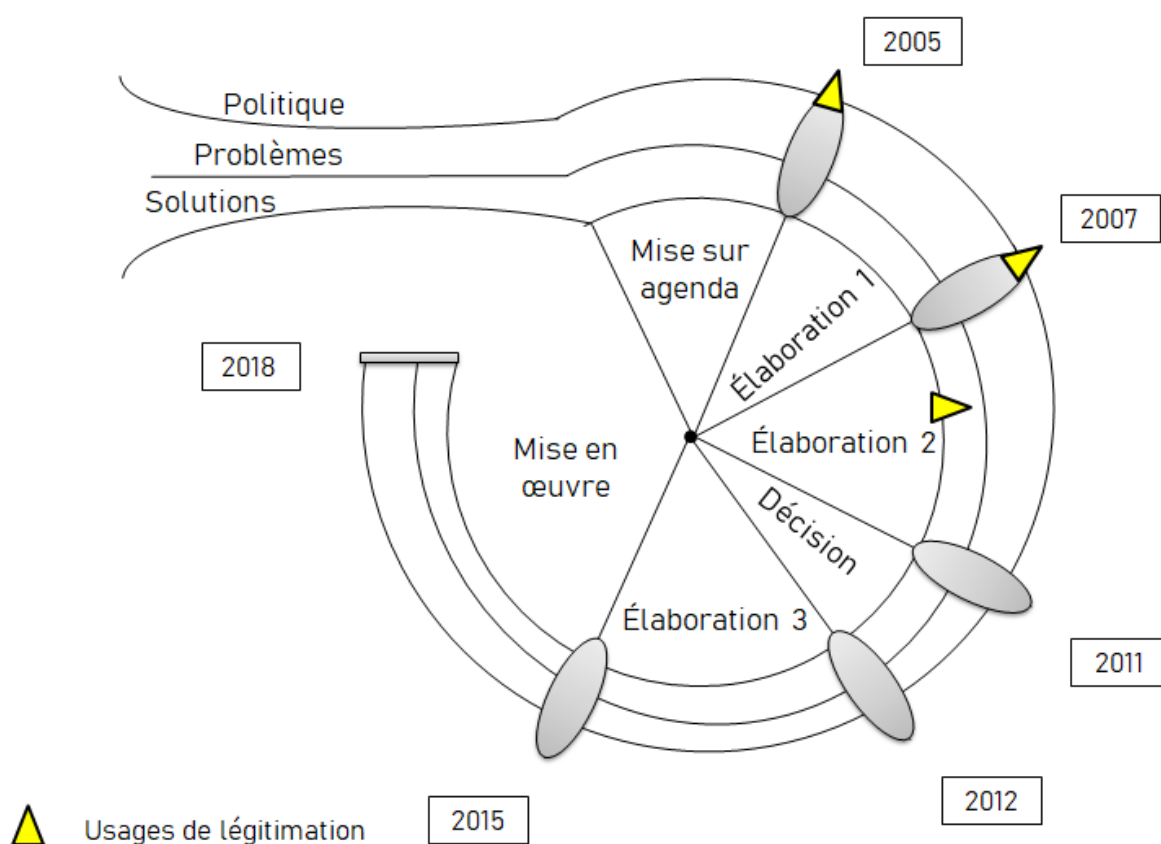 2005
Politique
Problèmes
Solutions
2007
Mise sur
agenda
Élaboration 1
2018
Élaboration 2
Mise en
œuvre
Décision
Élaboration 3
2011
2012
2015
Usages de légitimation